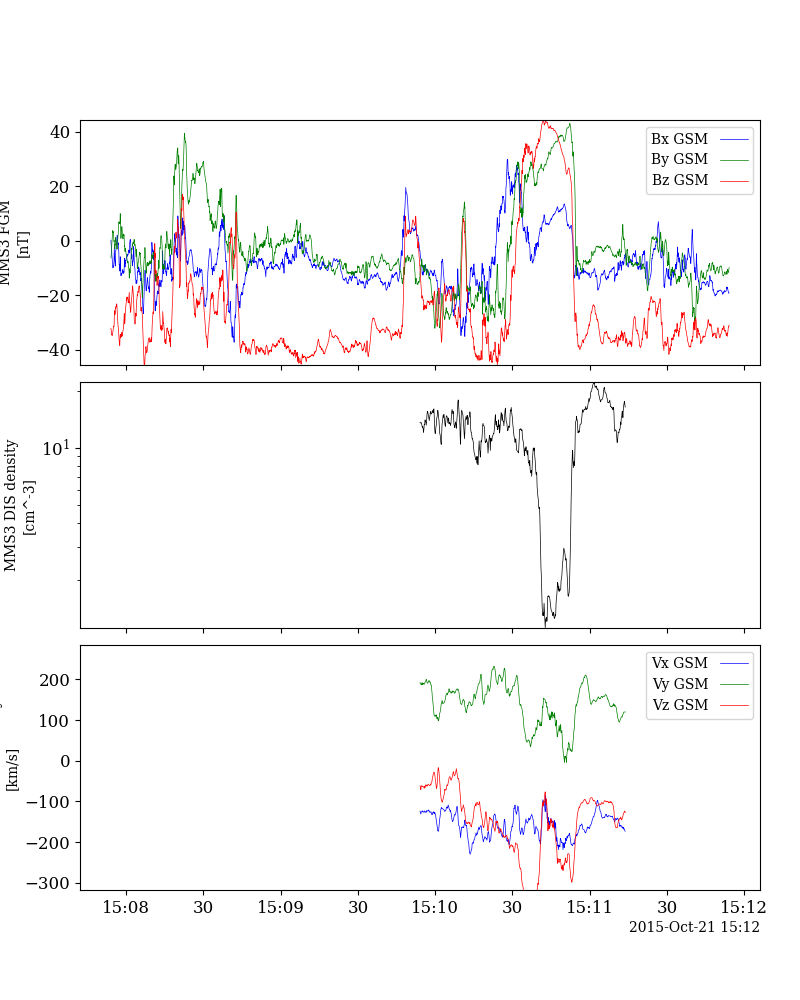 40
20
0
−20
−40
MMS3 FGM
[nT]
Bx GSM
By GSM
Bz GSM
10^1
MMS3 DIS density
[cm^-3]
200
100
0
−100
−200
−300
[km/s]
Vx GSM
Vy GSM
Vz GSM
15:08 30 15:09 30 15:10 30 15:11 30 15:12
2015-Oct-21 15:12